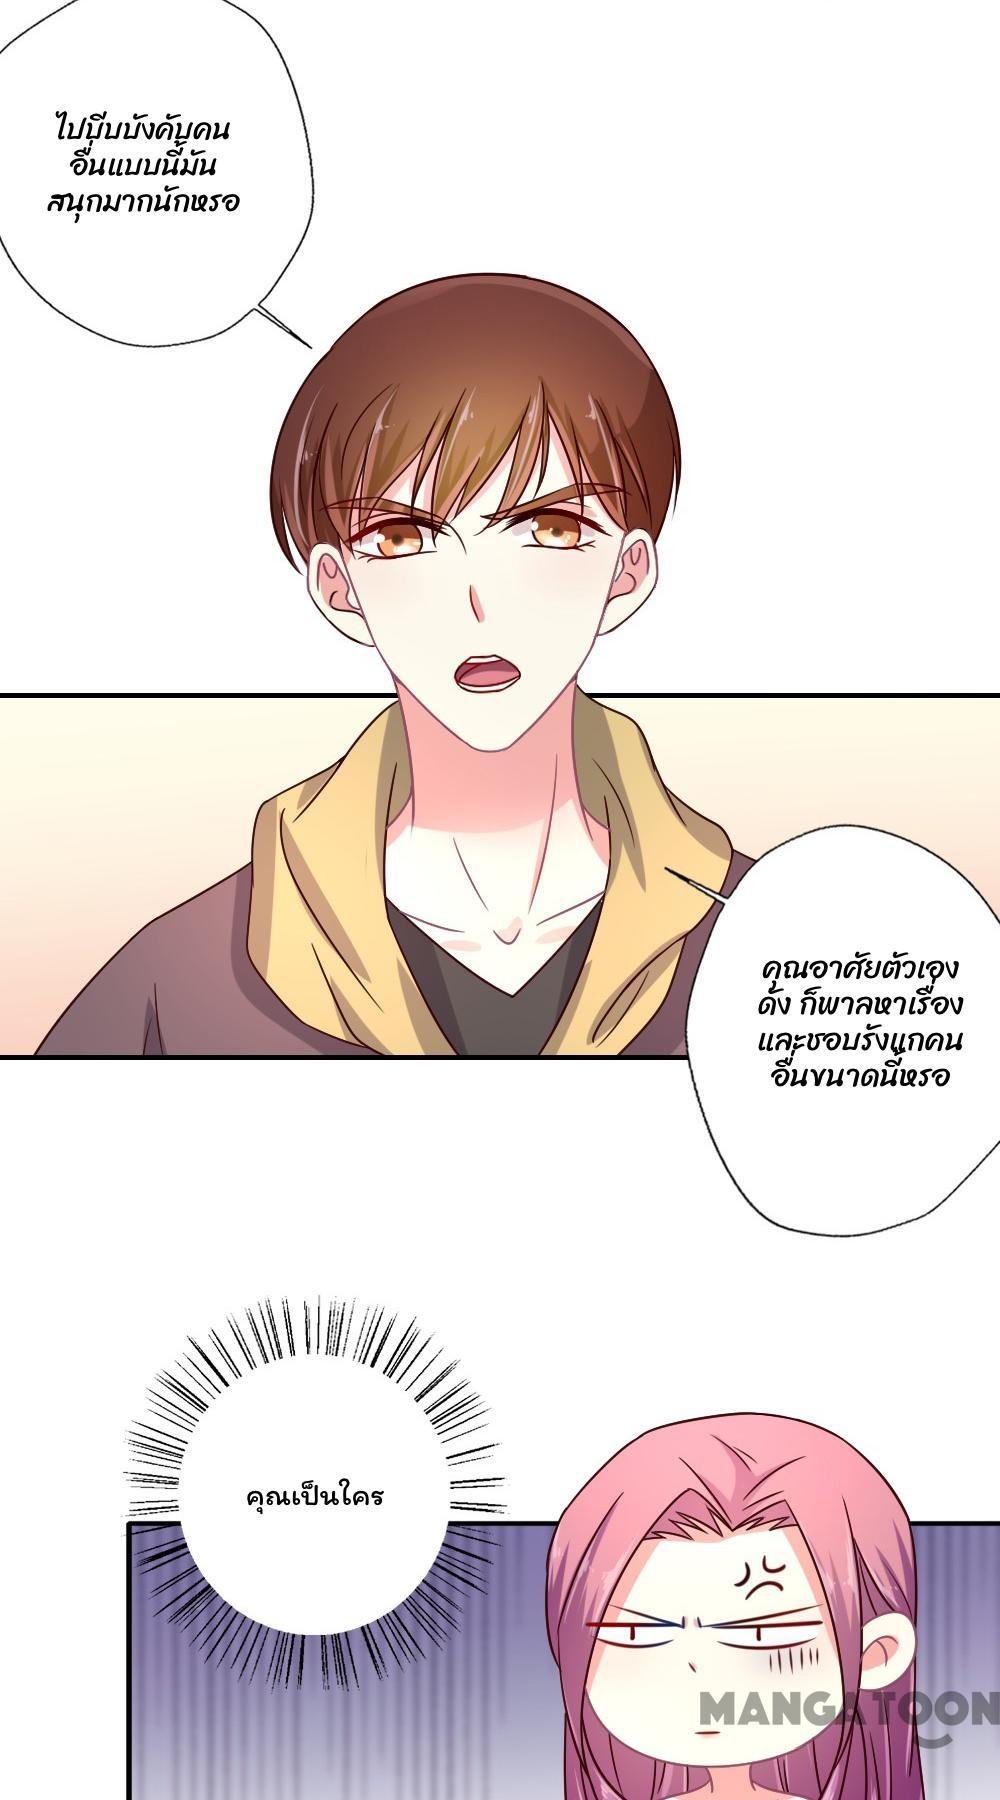 ไปบีบบังคับคน
อื่นแบบนี้มัน
สนุกมากนักหรอ
คุณอาศัยตัวเอง
ดัง ก็พาลหาเรื่อง
และชอบรังแกคน
อื่นขนาดนี้หรอ
คุณเป็นใคร
MANGATOON